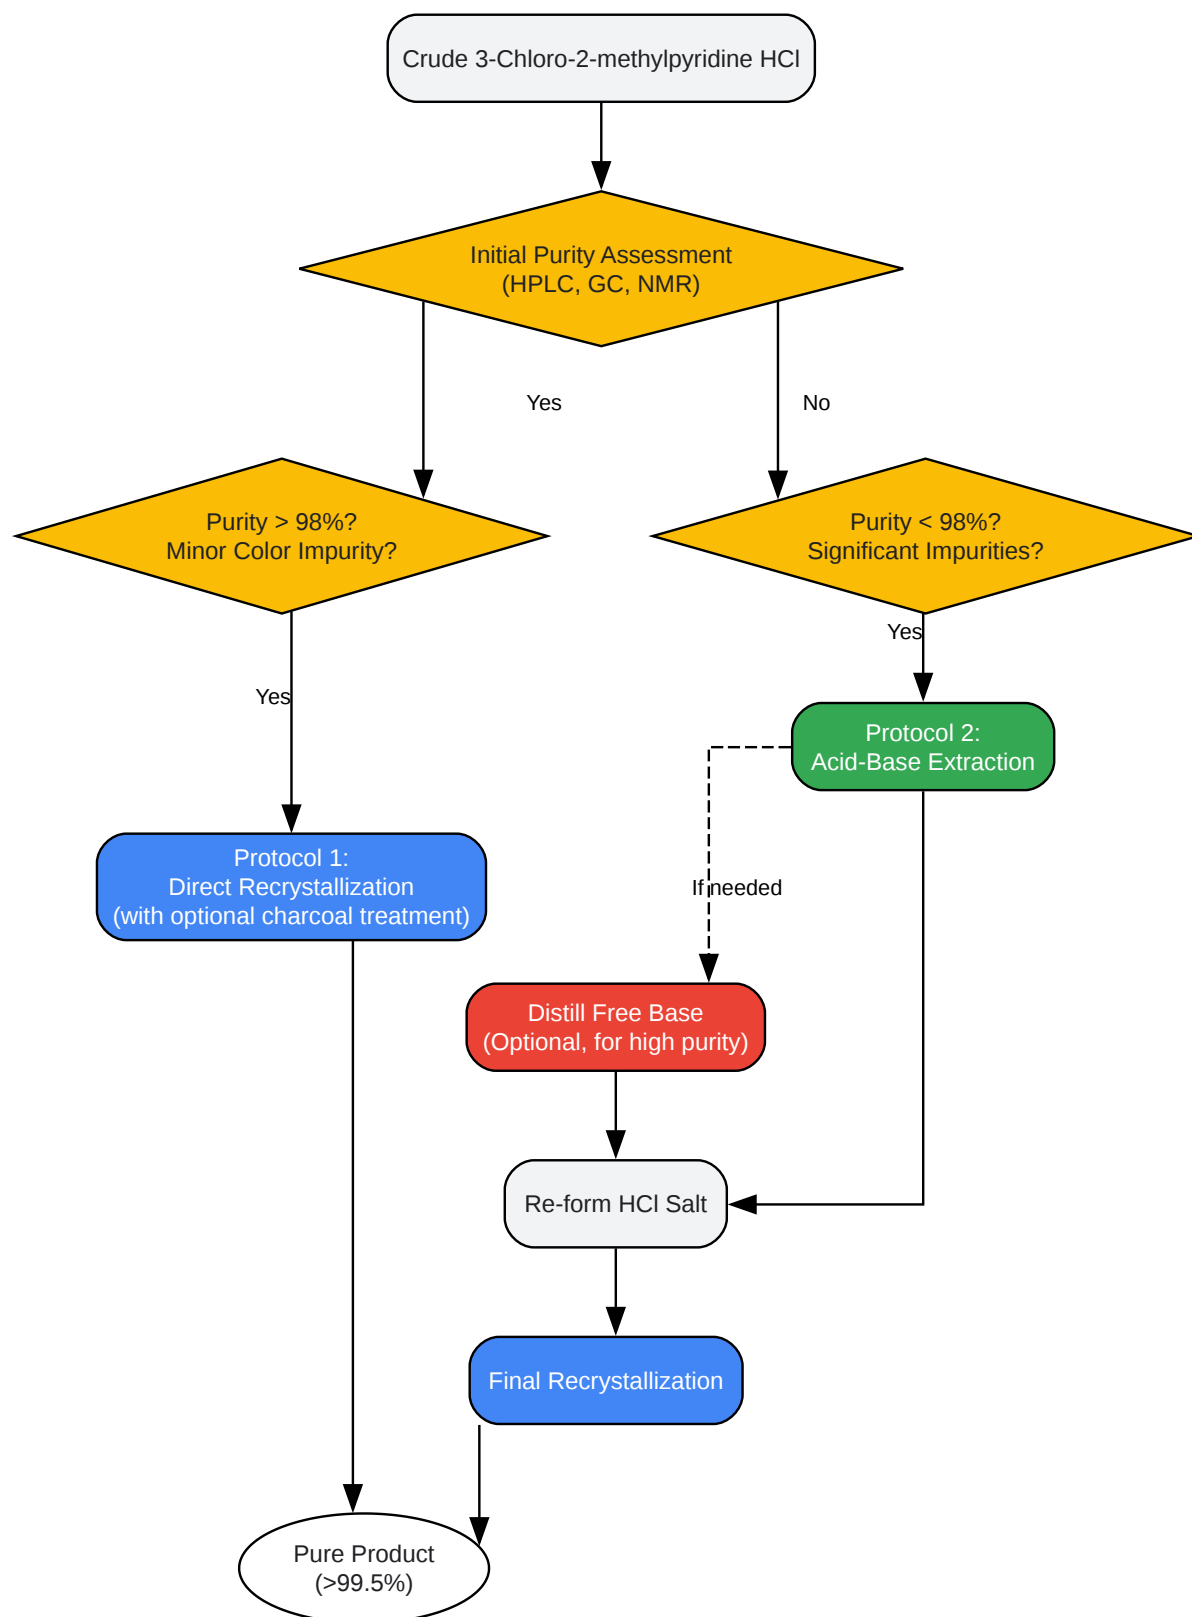 Crude 3-Chloro-2-methylpyridine HCl
Initial Purity Assessment
(HPLC, GC, NMR)
Yes
No
Purity > 98%?
Minor Color Impurity?
Purity < 98%?
Significant Impurities?
Yes
Yes
Protocol 2:
Acid-Base Extraction
Protocol 1:
Direct Recrystallization
(with optional charcoal treatment)
If needed
Distill Free Base
(Optional, for high purity)
Re-form HCl Salt
Final Recrystallization
Pure Product
(>99.5%)